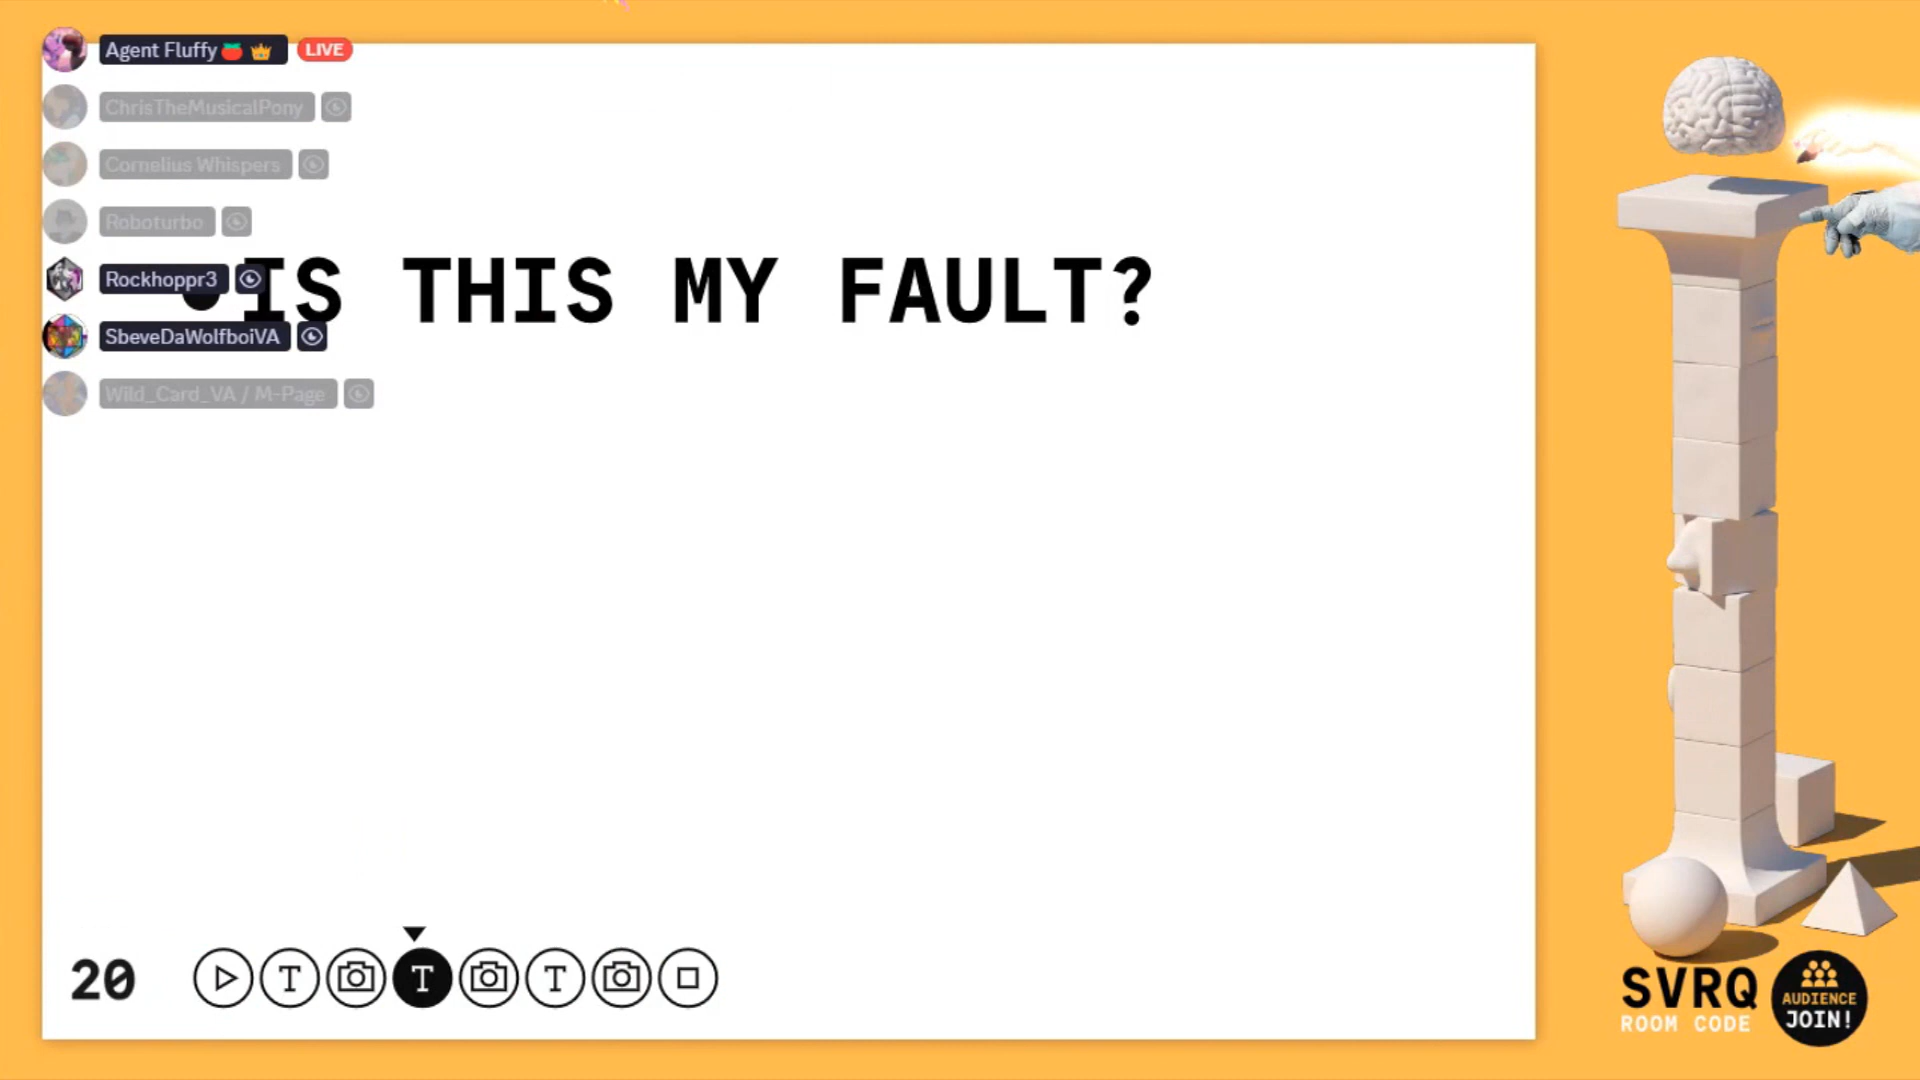 Agent Fluffy LIVE
ChrisTheMusicalPony
Cornelius Whispers
Roboturbo
Rockhoppr3
IS THIS MY FAULT?
SbeveDaWolfboiVA
Wild_Card_VA / M-Page
20
T
T
T
SVRQ
ROOM CODE
AUDIENCE
JOIN!